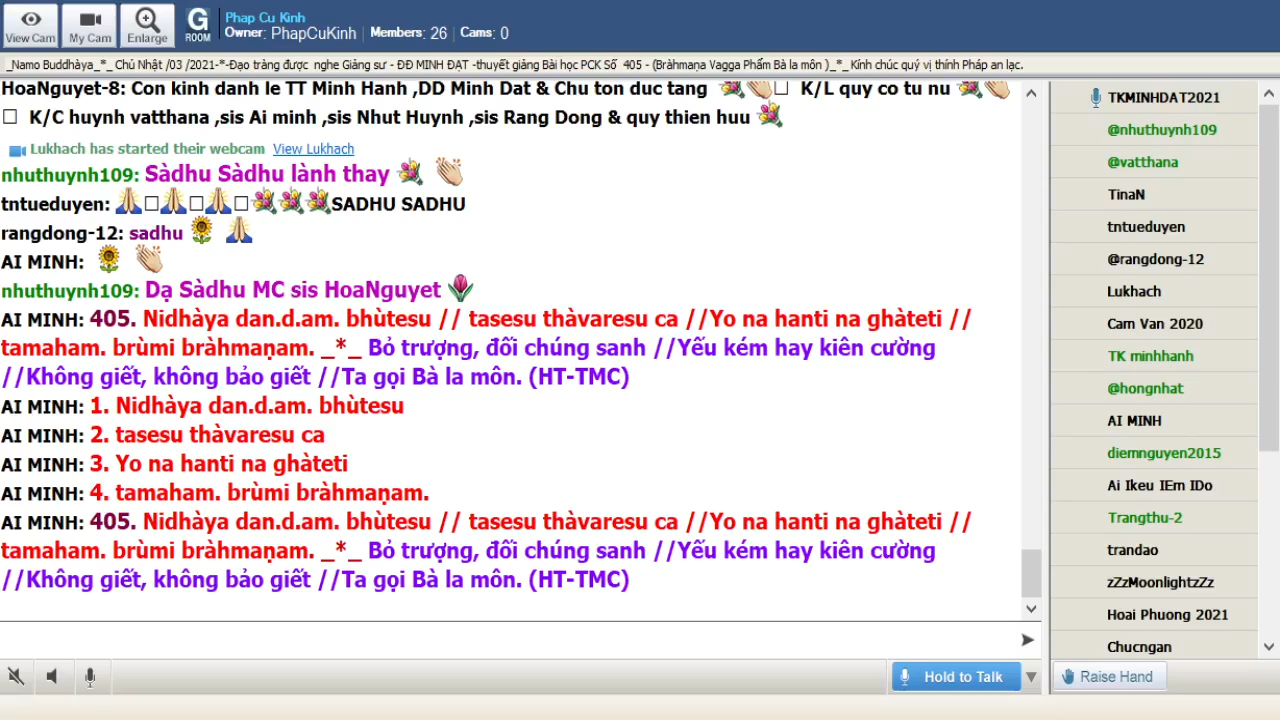 View Cam
My Cam
Enlarge
G
ROOM
Phap Cu Kinh
Owner: PhapCuKinh Members: 26 Cams: 0
_Namo Buddhàya_*_ Chủ Nhật /03 /2021-*-Đạo tràng được nghe Giảng sư - ĐĐ MINH ĐẠT -thuyết giảng Bài học PCK Số 405 - (Bràhmaṇa Vagga Phẩm Bà la môn )_*_ Kính chúc quý vị thính Pháp an lạc.
HoaNguyet-8: Con kinh danh le TT Minh Hanh ,DD Minh Dat & Chu ton duc tang 💐👏□ K/L quy co tu nu 💐👏
□ K/C huynh vatthana ,sis Ai minh ,sis Nhut Huynh ,sis Rang Dong & quy thien huu 💐
Lukhach has started their webcam View Lukhach
nhuthuynh109: Sàdhu Sàdhu lành thay 💐 👏
tntueduyen: 🙏□🙏□🙏□💐💐💐SADHU SADHU
rangdong-12: sadhu 🌻 🙏
AI MINH: 🌻 👏
nhuthuynh109: Dạ Sàdhu MC sis HoaNguyet 🌷
AI MINH: 405. Nidhàya dan.d.am. bhùtesu // tasesu thàvaresu ca //Yo na hanti na ghàteti //
tamaham. brùmi bràhmaṇam. _*_ Bỏ trượng, đối chúng sanh //Yếu kém hay kiên cường
//Không giết, không bảo giết //Ta gọi Bà la môn. (HT-TMC)
AI MINH: 1. Nidhàya dan.d.am. bhùtesu
AI MINH: 2. tasesu thàvaresu ca
AI MINH: 3. Yo na hanti na ghàteti
AI MINH: 4. tamaham. brùmi bràhmaṇam.
AI MINH: 405. Nidhàya dan.d.am. bhùtesu // tasesu thàvaresu ca //Yo na hanti na ghàteti //
tamaham. brùmi bràhmaṇam. _*_ Bỏ trượng, đối chúng sanh //Yếu kém hay kiên cường
//Không giết, không bảo giết //Ta gọi Bà la môn. (HT-TMC)
TKMINHDAT2021
@nhuthuynh109
@vatthana
TinaN
tntueduyen
@rangdong-12
Lukhach
Cam Van 2020
TK minhhanh
@hongnhat
AI MINH
diemnguyen2015
Ai Ikeu IEm IDo
Trangthu-2
trandao
zZzMoonlightzZz
Hoai Phuong 2021
Chucngan
Hold to Talk
Raise Hand